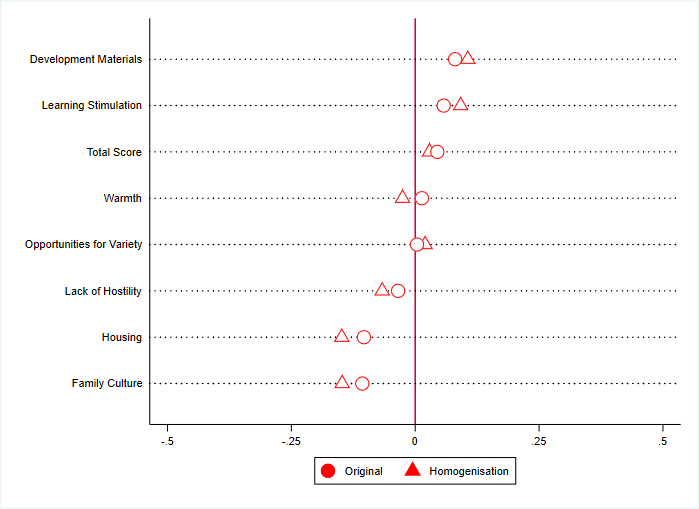 Development Materials
Learning Stimulation
Total Score
Warmth
Opportunities for Variety
Lack of Hostility
Housing
Family Culture
-.5 -.25 0 .25 .5
Original Homogenisation